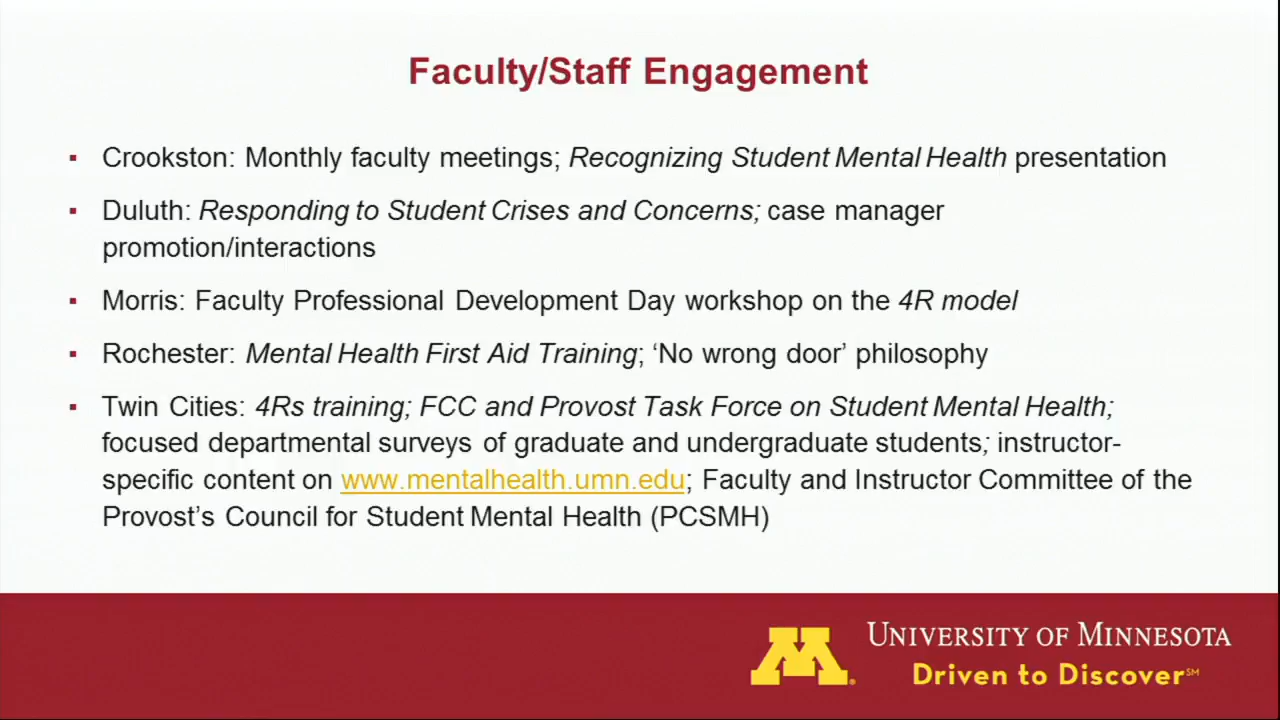 Faculty/Staff Engagement
▪ Crookston: Monthly faculty meetings; Recognizing Student Mental Health presentation
▪ Duluth: Responding to Student Crises and Concerns; case manager
promotion/interactions
▪ Morris: Faculty Professional Development Day workshop on the 4R model
▪ Rochester: Mental Health First Aid Training; ‘No wrong door’ philosophy
▪ Twin Cities: 4Rs training; FCC and Provost Task Force on Student Mental Health;
focused departmental surveys of graduate and undergraduate students; instructor-
specific content on www.mentalhealth.umn.edu; Faculty and Instructor Committee of the
Provost’s Council for Student Mental Health (PCSMH)
M
UNIVERSITY OF MINNESOTA
Driven to Discover℠